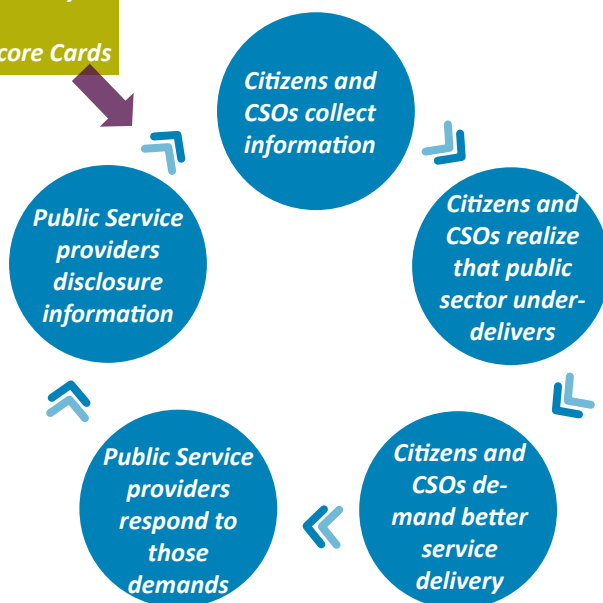 core Cards
Citizens and
CSOs collect
information
Citizens and
CSOs realize
that public
sector under-
delivers
Citizens and
CSOs de-
mand better
service
delivery
Public Service
providers
respond to
those
demands
Public Service
providers
disclosure
information